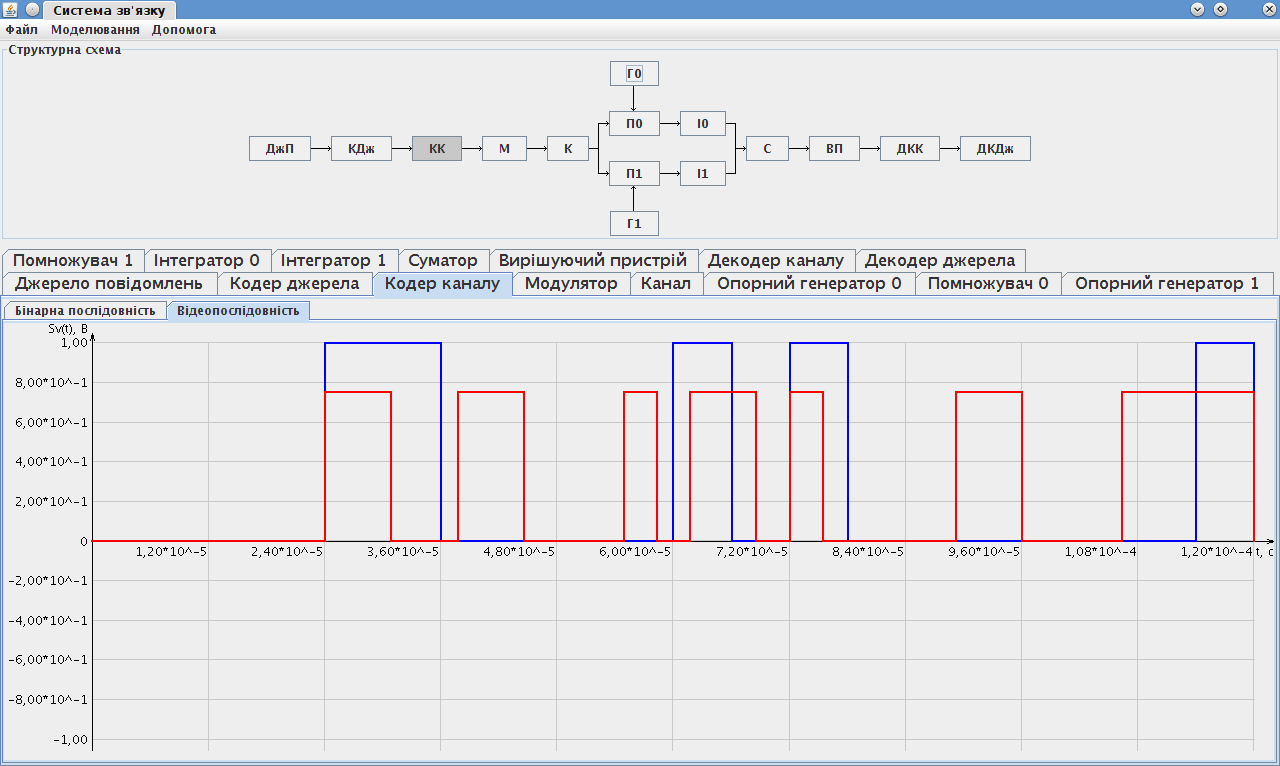 Система зв'язку
Файл Моделювання Допомога
Структурна схема
Г0
П0 І0
ДжП КДж КК М К С ВП ДКК ДКДж
П1 І1
Г1
Помножувач 1 Інтегратор 0 Інтегратор 1 Суматор Вирішуючий пристрій Декодер каналу Декодер джерела
Джерело повідомлень Кодер джерела Кодер каналу Модулятор Канал Опорний генератор 0 Помножувач 0 Опорний генератор 1
Бінарна послідовність Відеопослідовність
Sv(t), В
1,00
8,00*10^-1
6,00*10^-1
4,00*10^-1
2,00*10^-1
0
1,20*10^-5 2,40*10^-5 3,60*10^-5 4,80*10^-5 6,00*10^-5 7,20*10^-5 8,40*10^-5 9,60*10^-5 1,08*10^-4 1,20*10^-4 t, с
-2,00*10^-1
-4,00*10^-1
-6,00*10^-1
-8,00*10^-1
-1,00